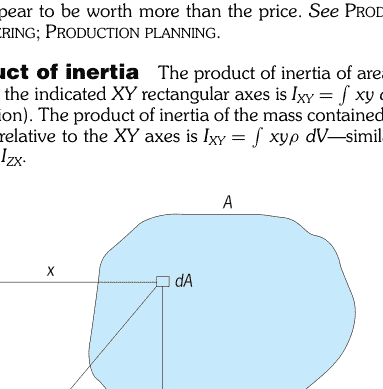 pear to be worth more than the price. See PROD
ERING; PRODUCTION PLANNING.
uct of inertia The product of inertia of are
the indicated XY rectangular axes is I_XY = ∫ xy
ion). The product of inertia of the mass contained
relative to the XY axes is I_XY = ∫ xyρ dV—simil
I_ZX.
A
x
dA